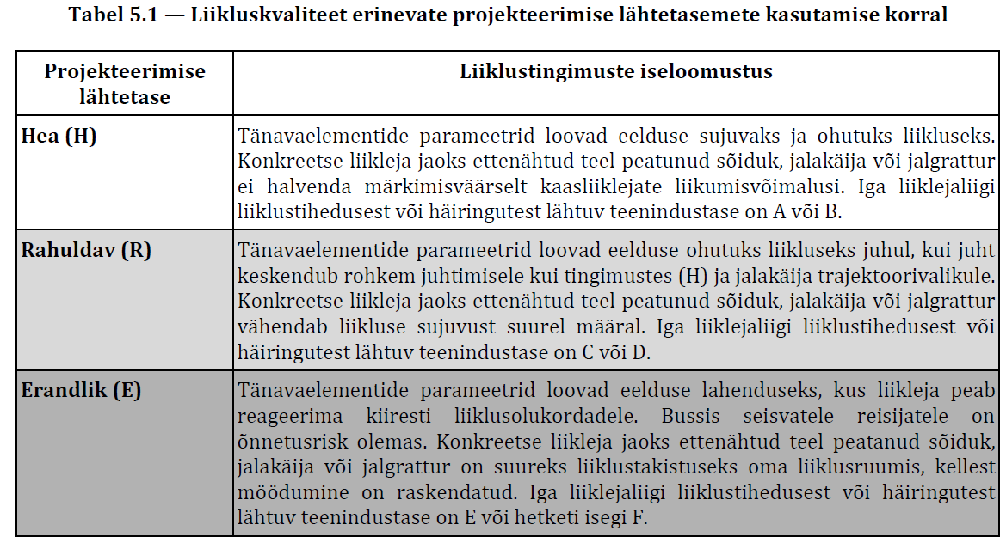 Tabel 5.1 — Liikluskvaliteet erinevate projekteerimise lähtetasemete kasutamise korral
Projekteerimise
lähtetase
Liiklustingimuste iseloomustus
Hea (H)
Tänavaelementide parameetrid loovad eelduse sujuvaks ja ohutuks liikluseks.
Konkreetse liikleja jaoks ettenähtud teel peatunud sõiduk, jalakäija või jalgrattur
ei halvenda märkimisväärselt kaasliiklejate liikumisvõimalusi. Iga liiklejaliigi
liiklustihedusest või häiringutest lähtuv teenindustase on A või B.
Rahuldav (R)
Tänavaelementide parameetrid loovad eelduse ohutuks liikluseks juhul, kui juht
keskendub rohkem juhtimisele kui tingimustes (H) ja jalakäija trajektoorivalikule.
Konkreetse liikleja jaoks ettenähtud teel peatunud sõiduk, jalakäija või jalgrattur
vähendab liikluse sujuvust suurel määral. Iga liiklejaliigi liiklustihedusest või
häiringutest lähtuv teenindustase on C või D.
Erandlik (E)
Tänavaelementide parameetrid loovad eelduse lahenduseks, kus liikleja peab
reageerima kiiresti liiklusolukordadele. Bussis seisvatele reisijatele on
õnnetusrisk olemas. Konkreetse liikleja jaoks ettenähtud teel peatanud sõiduk,
jalakäija või jalgrattur on suureks liiklustakistuseks oma liiklusruumis, kellest
möödumine on raskendatud. Iga liiklejaliigi liiklustihedusest või häiringutest
lähtuv teenindustase on E või hetketi isegi F.